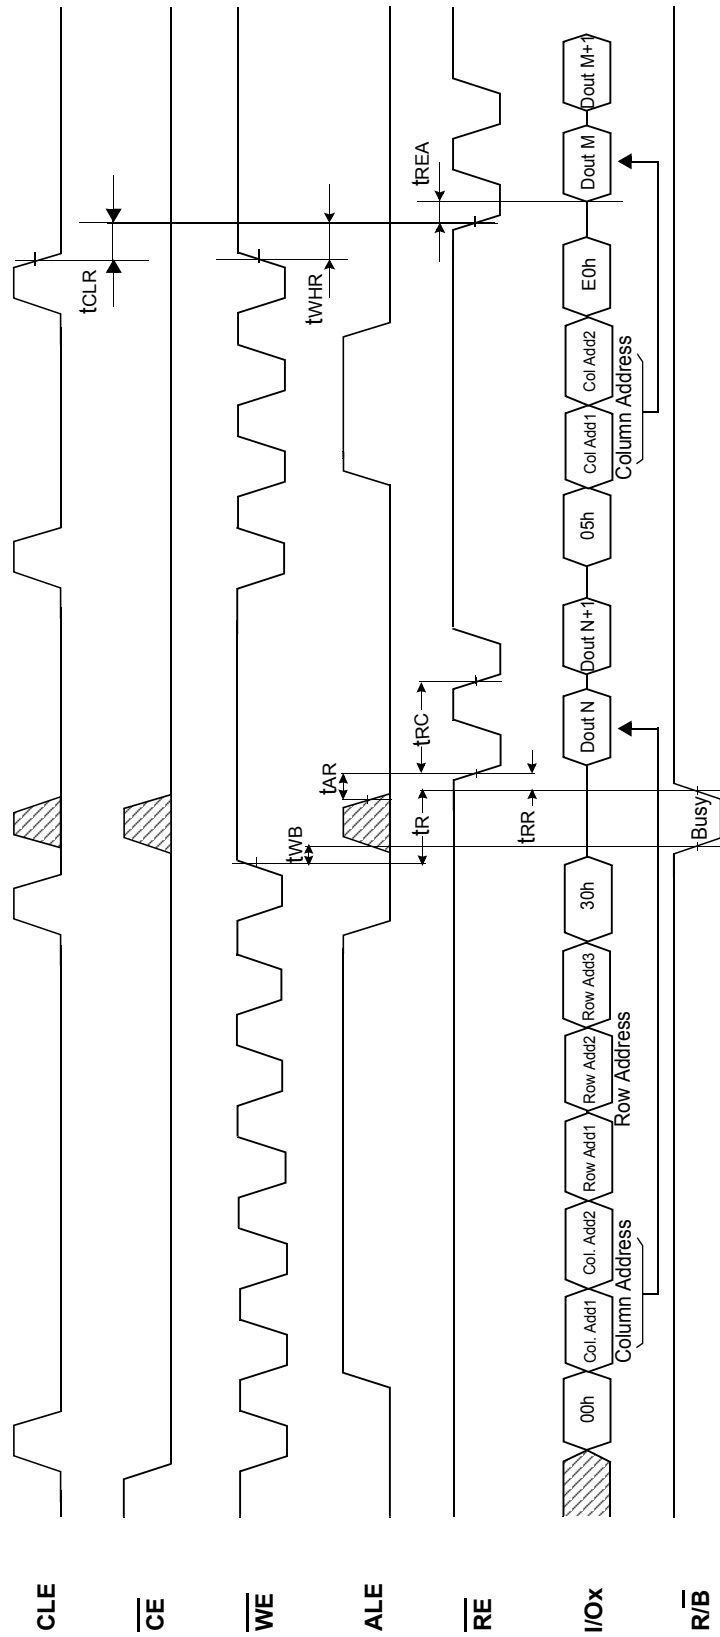 CLE
tCLR
CE
WE
tWB
tWHR
ALE
tAR
RE
tR
tRC
tRR
tREA
I/Ox
00h
Col. Add1
Col. Add2
Row Add1
Row Add2
Row Add3
30h
Dout N
Dout N+1
05h
Col Add1
Col Add2
E0h
Dout M
Dout M+1
Column Address
Row Address
Column Address
R/B
Busy